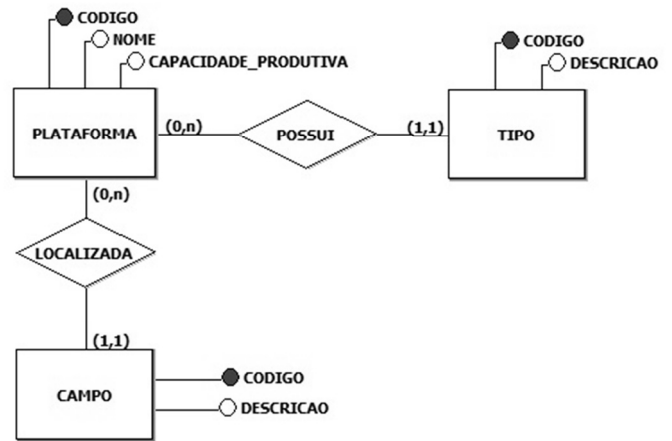 CODIGO
NOME
CAPACIDADE_PRODUTIVA
CODIGO
DESCRICAO
PLATAFORMA
(0,n)
POSSUI
(1,1)
TIPO
(0,n)
LOCALIZADA
(1,1)
CAMPO
CODIGO
DESCRICAO